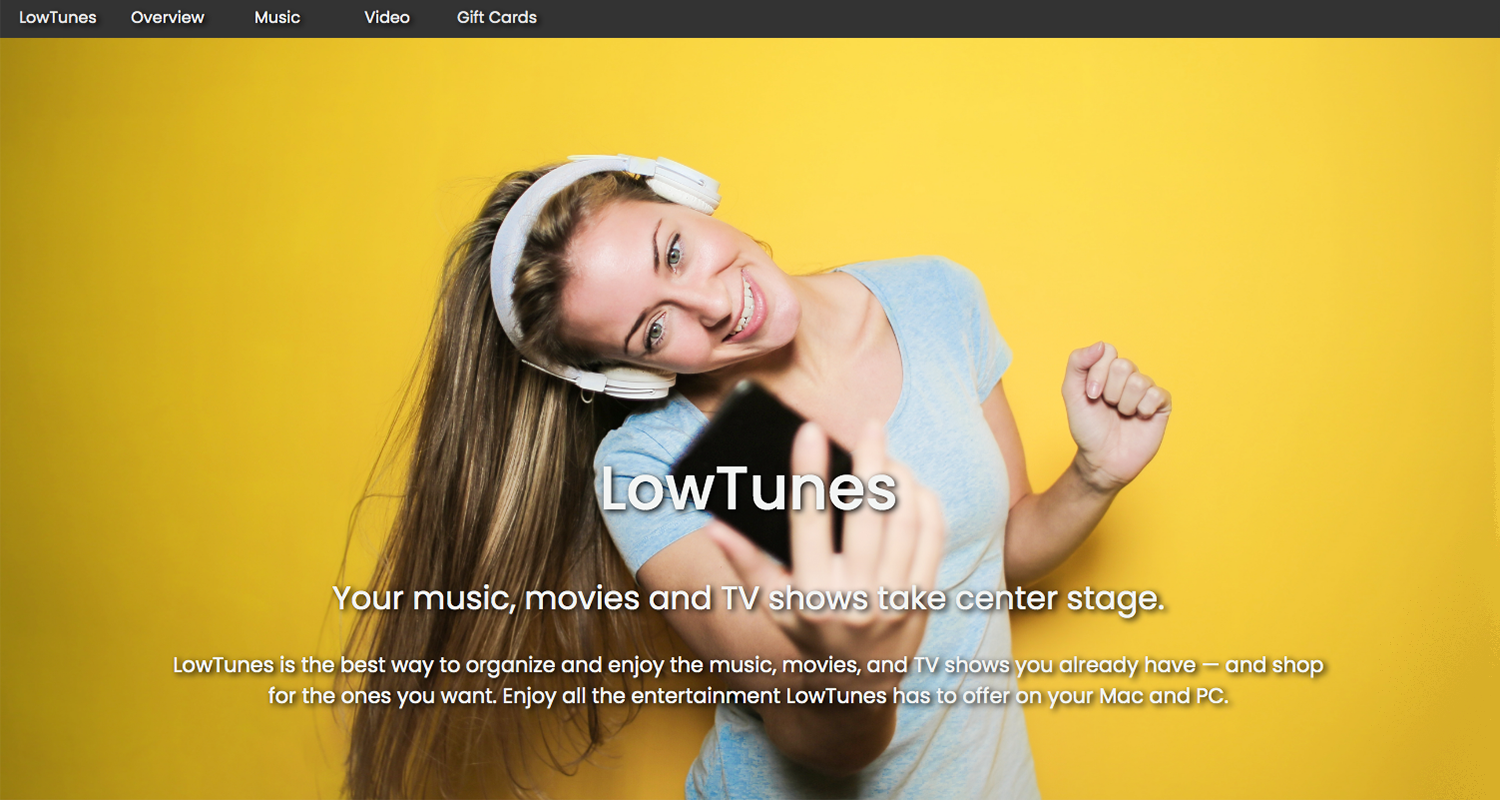 LowTunes Overview Music Video Gift Cards
LowTunes
Your music, movies and TV shows take center stage.
LowTunes is the best way to organize and enjoy the music, movies, and TV shows you already have — and shop
for the ones you want. Enjoy all the entertainment LowTunes has to offer on your Mac and PC.